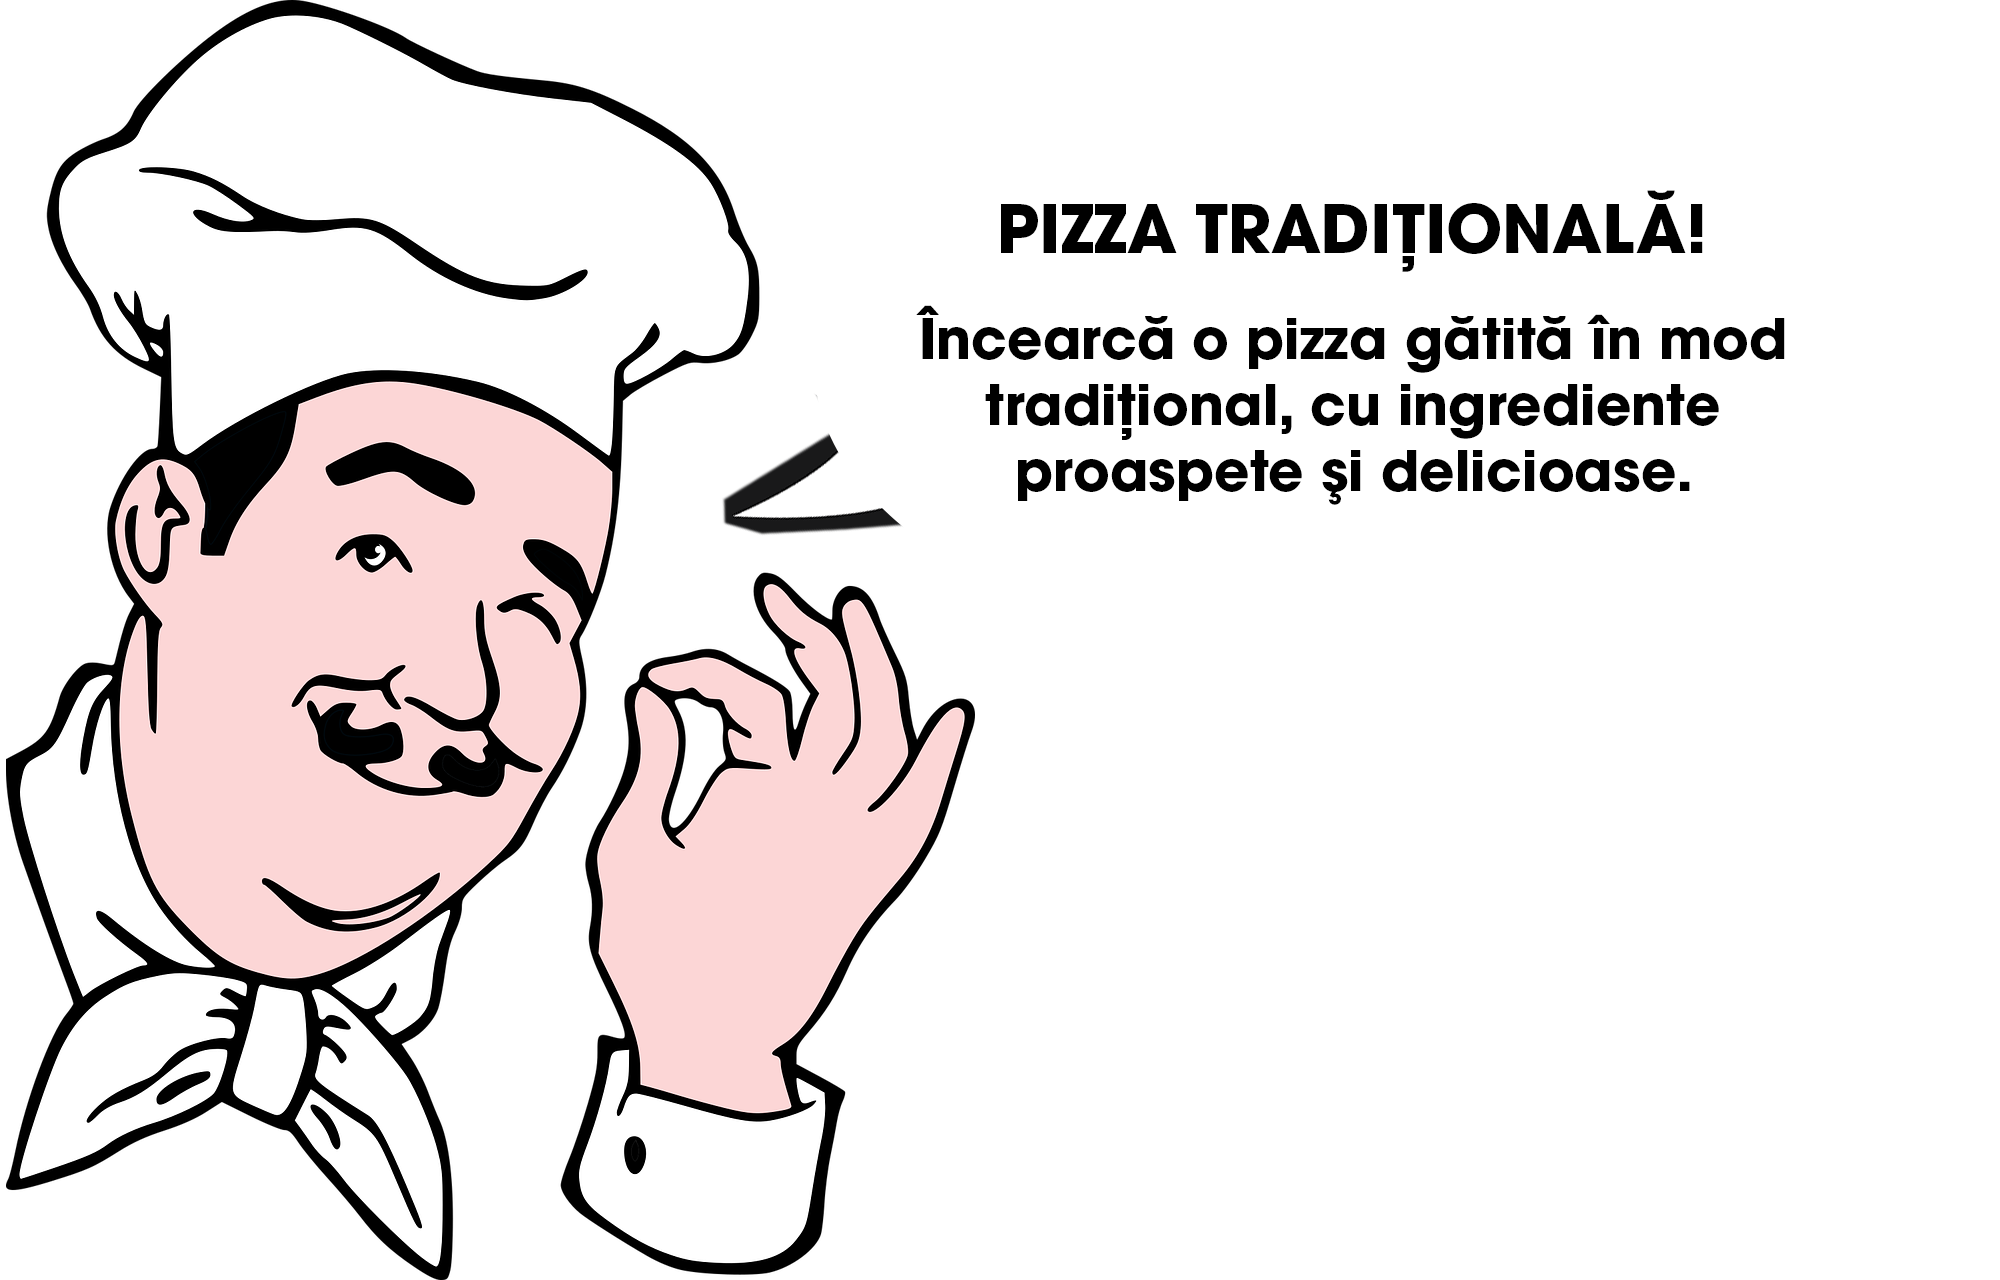 PIZZA TRADIȚIONALĂ!
Încearcă o pizza gătită în mod
tradițional, cu ingrediente
proaspete şi delicioase.